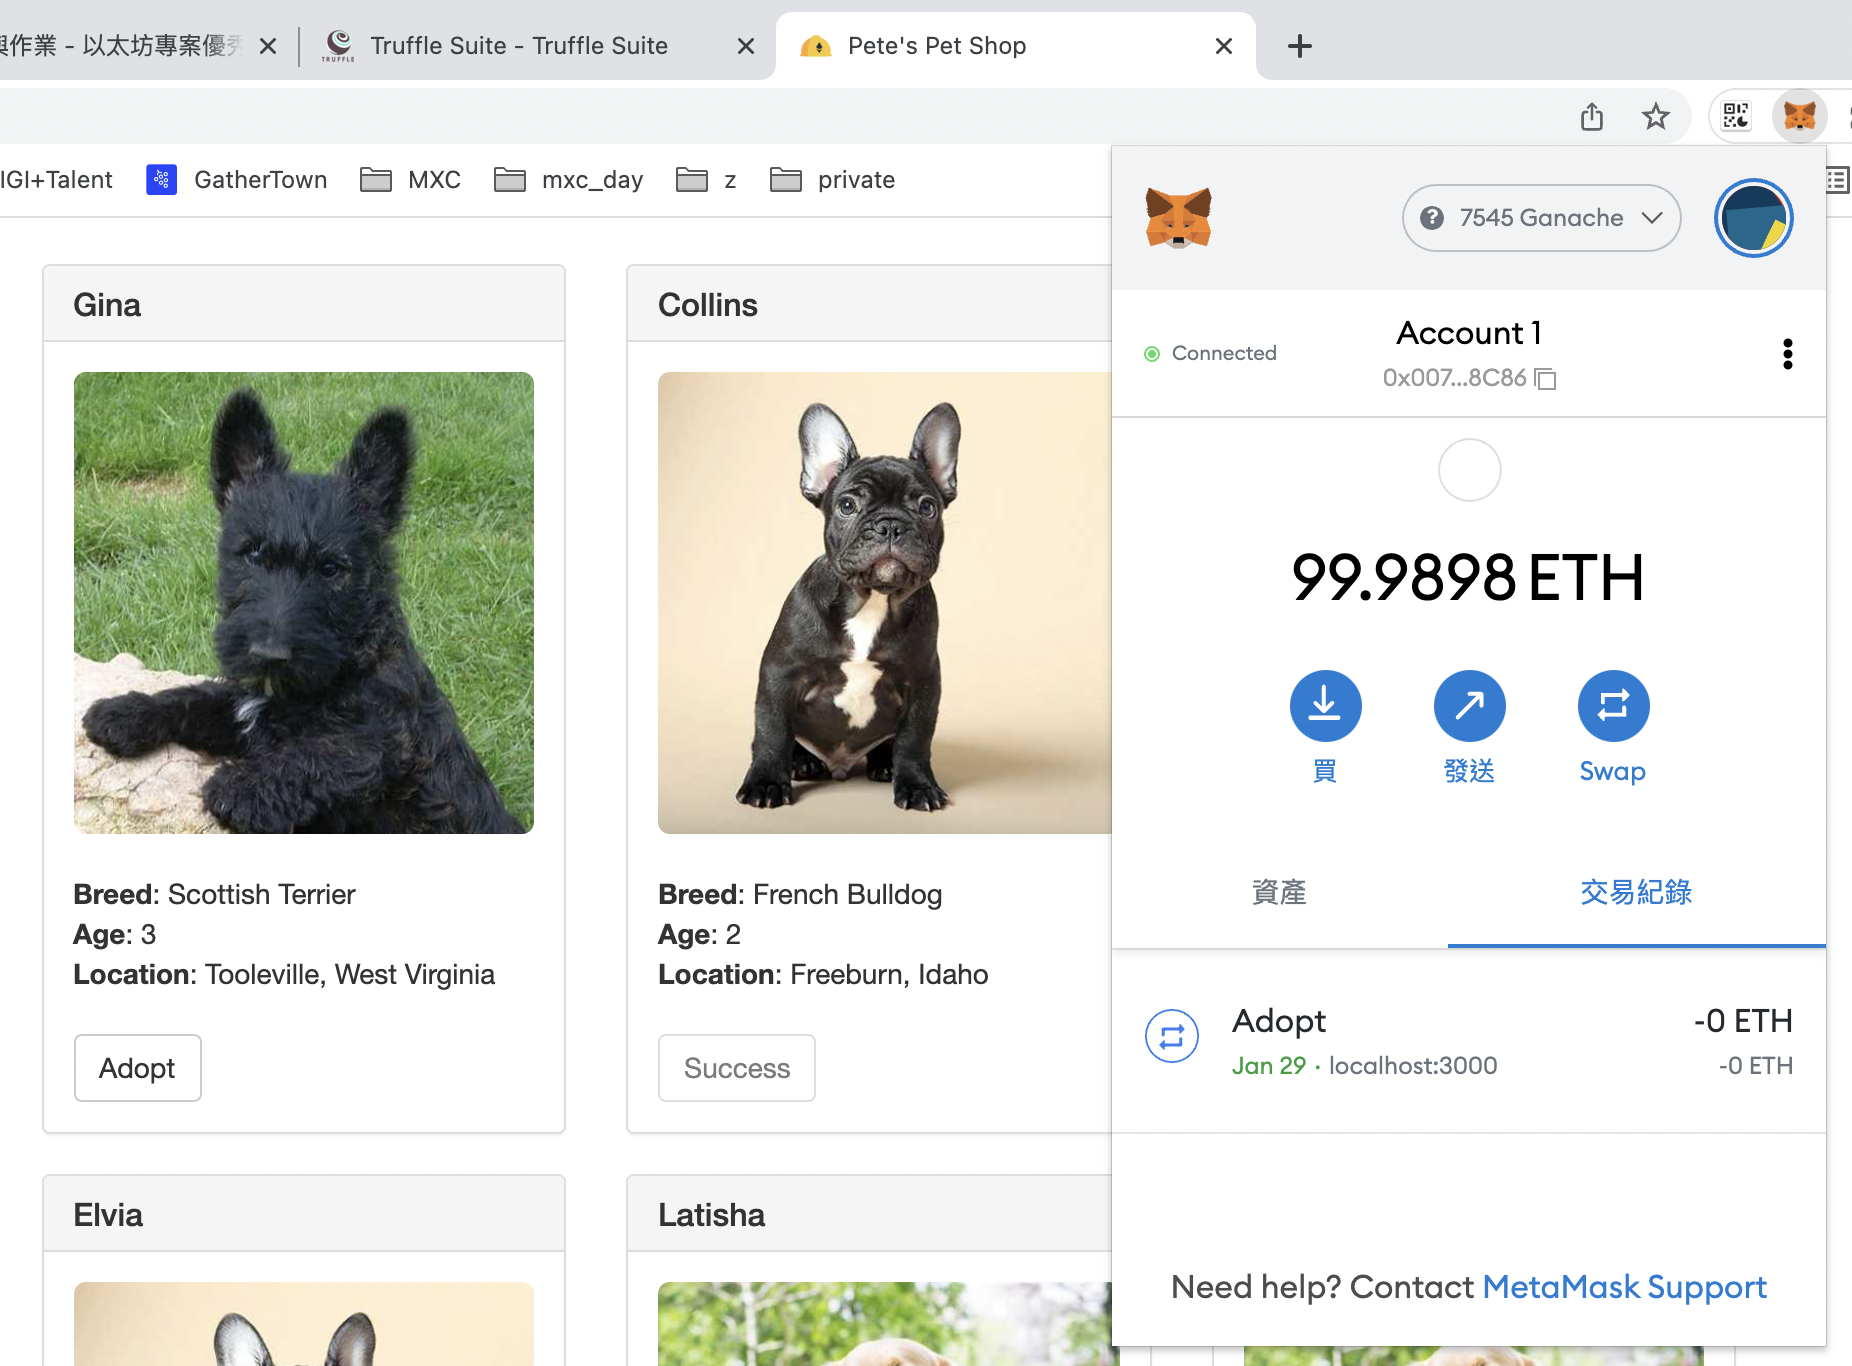 與作業 - 以太坊專案優秀
TRUFFLE
Truffle Suite - Truffle Suite
Pete's Pet Shop
IGI+Talent
GatherTown
MXC
mxc_day
z
private
7545 Ganache
Connected
Account 1
0x007...8C86
99.9898 ETH
買
發送
Swap
資產
交易紀錄
Adopt
-0 ETH
Jan 29 · localhost:3000
-0 ETH
Need help? Contact MetaMask Support
Gina
Breed: Scottish Terrier
Age: 3
Location: Tooleville, West Virginia
Adopt
Collins
Breed: French Bulldog
Age: 2
Location: Freeburn, Idaho
Success
Elvia
Latisha